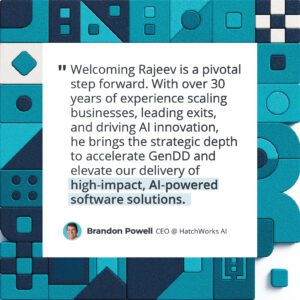 " Welcoming Rajeev is a pivotal
step forward. With over 30
years of experience scaling
businesses, leading exits,
and driving AI innovation,
he brings the strategic depth
to accelerate GenDD and
elevate our delivery of
high-impact, AI-powered
software solutions.
Brandon Powell CEO @ HatchWorks AI